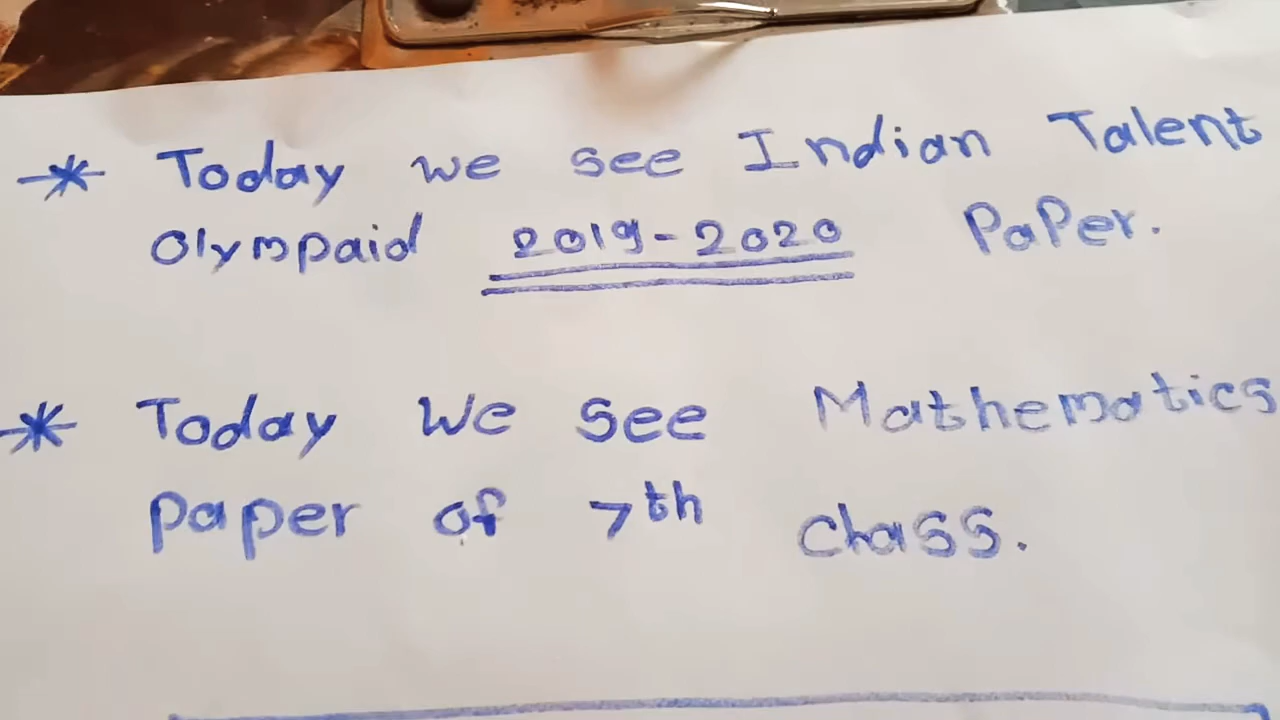 * Today we see Indian Talent
Olympaid 2019-2020 Paper.
* Today we see Mathematics
paper of 7th class.